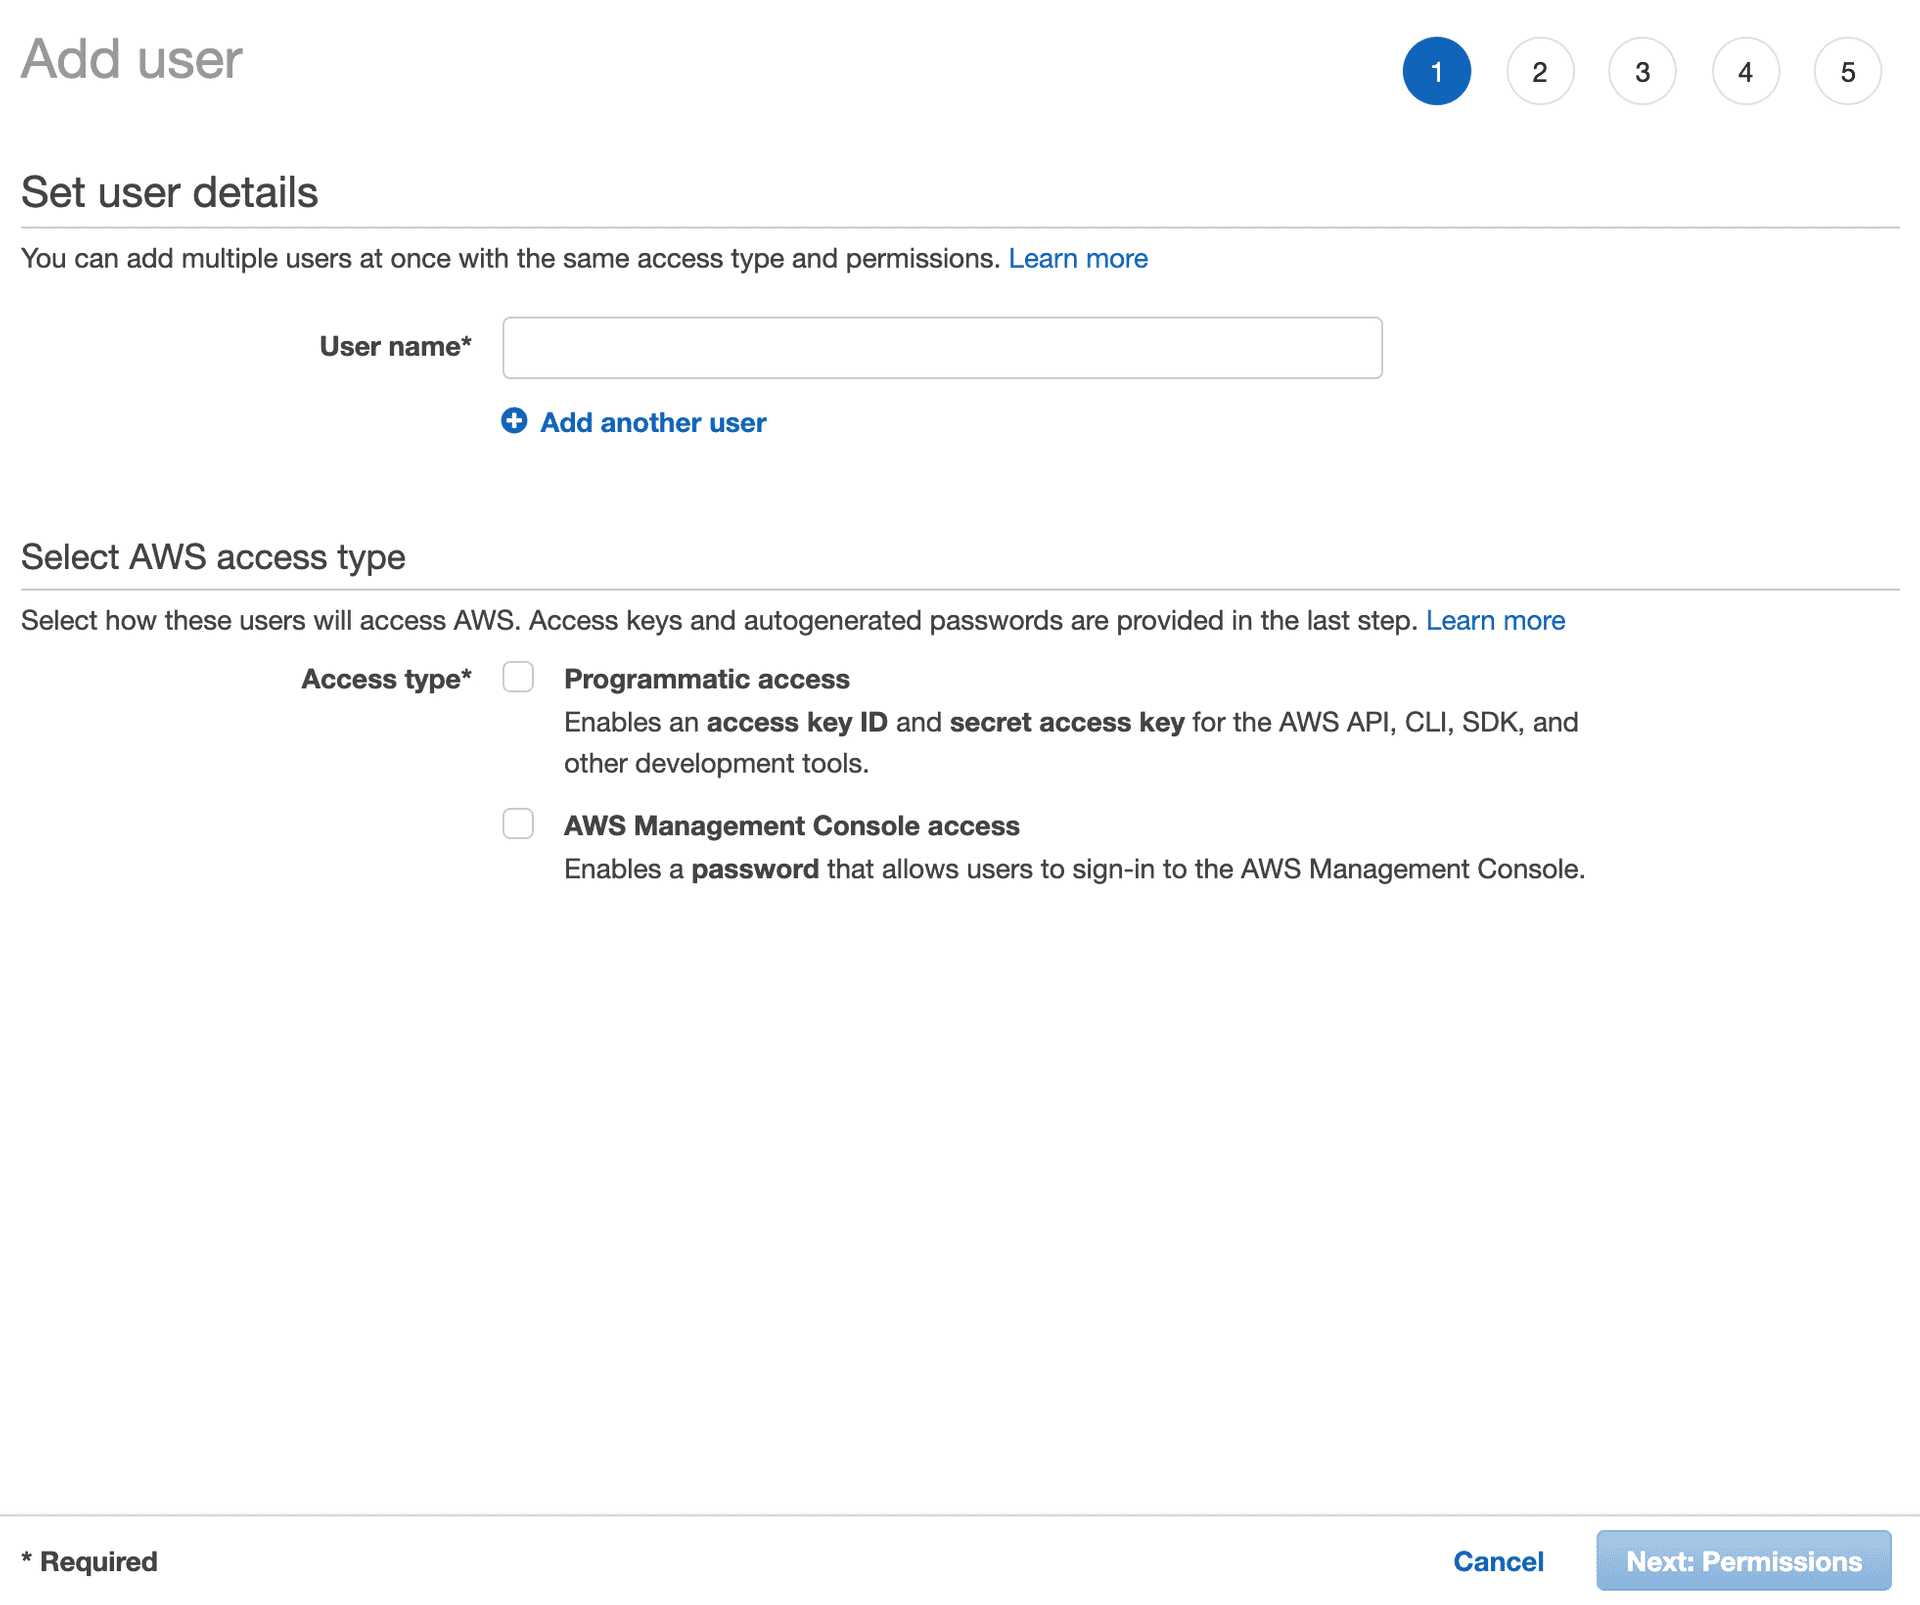 Add user
1 2 3 4 5
Set user details
You can add multiple users at once with the same access type and permissions. Learn more
User name*
Add another user
Select AWS access type
Select how these users will access AWS. Access keys and autogenerated passwords are provided in the last step. Learn more
Access type* Programmatic access
Enables an access key ID and secret access key for the AWS API, CLI, SDK, and
other development tools.
AWS Management Console access
Enables a password that allows users to sign-in to the AWS Management Console.
* Required Cancel Next: Permissions